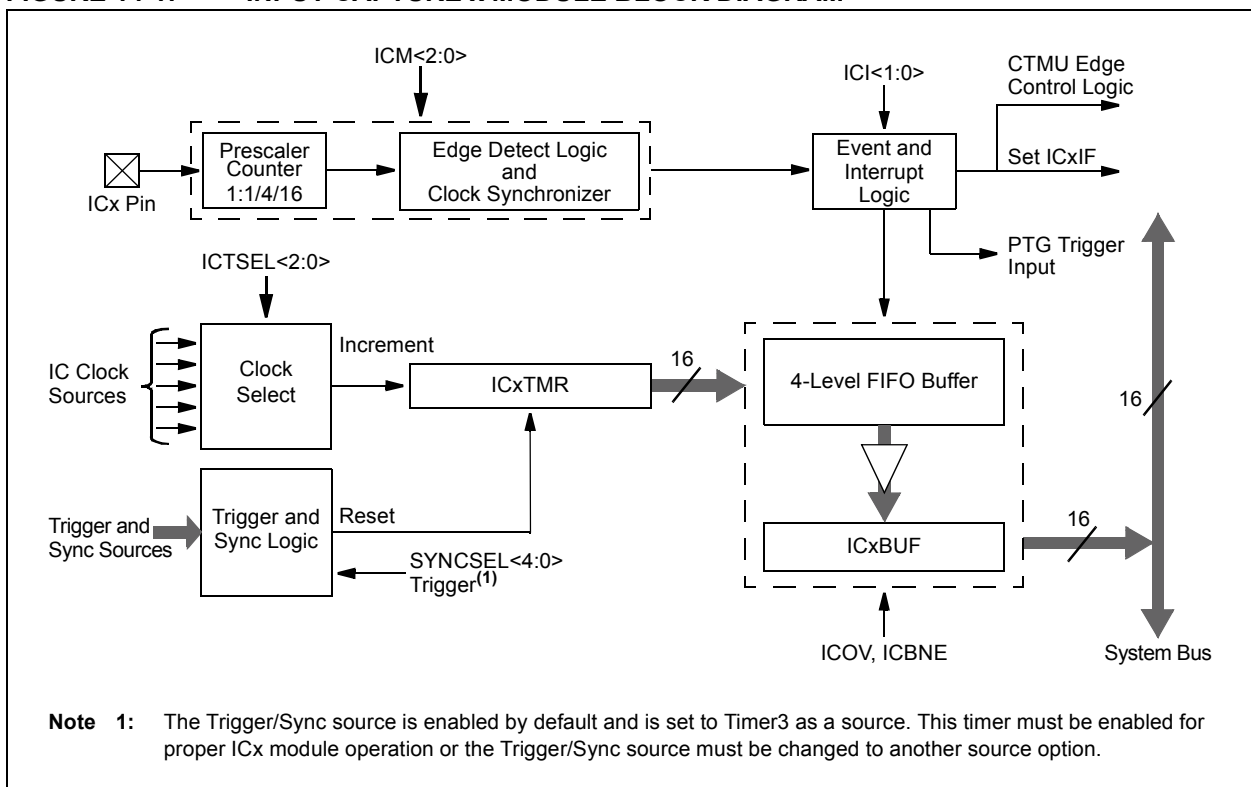 ICM<2:0>
ICI<1:0>
CTMU Edge
Control Logic
Prescaler
Counter
1:1/4/16
Edge Detect Logic
and
Clock Synchronizer
Event and
Interrupt
Logic
Set ICxIF
ICx Pin
PTG Trigger
Input
ICTSEL<2:0>
IC Clock
Sources
Clock
Select
Increment
ICxTMR
16
4-Level FIFO Buffer
16
Trigger and
Sync Sources
Trigger and
Sync Logic
Reset
SYNCSEL<4:0>
Trigger(1)
ICxBUF
16
ICOV, ICBNE
System Bus
Note 1: The Trigger/Sync source is enabled by default and is set to Timer3 as a source. This timer must be enabled for
proper ICx module operation or the Trigger/Sync source must be changed to another source option.